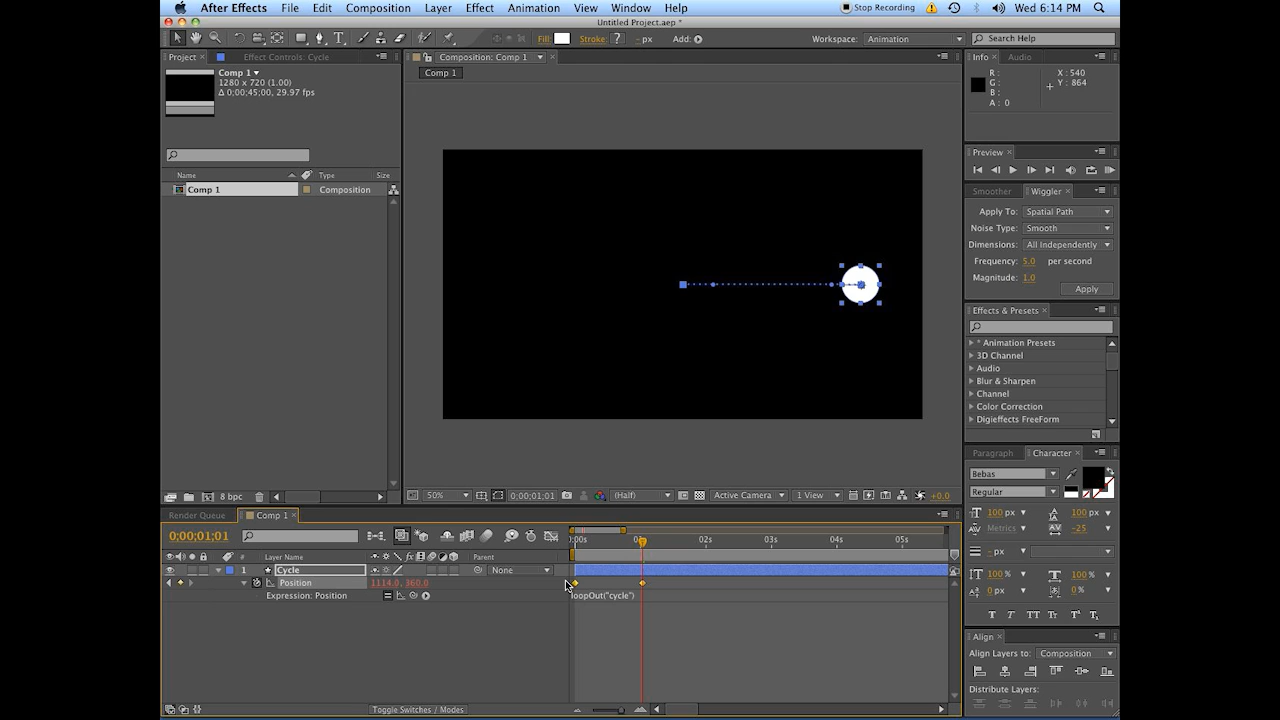 After Effects File Edit Composition Layer Effect Animation View Window Help Stop Recording Wed 6:14 PM
Untitled Project.aep *
Fill: Stroke: ? - px Add: Workspace: Animation Search Help
Project Effect Controls: Cycle Composition: Comp 1 Info Audio
Comp 1
1280 x 720 (1.00)
Δ 0;00;45;00, 29.97 fps
Comp 1
R :
G :
B :
A : 0
X : 540
Y : 864
Preview
Name Type Size
Comp 1 Composition
Smoother Wiggler
Apply To: Spatial Path
Noise Type: Smooth
Dimensions: All Independently
Frequency: 5.0 per second
Magnitude: 1.0
Apply
Effects & Presets
* Animation Presets
3D Channel
Audio
Blur & Sharpen
Channel
Color Correction
Digieffects FreeForm
Paragraph Character
Bebas
Regular
100 px 100 px
Metrics -25
- px
100 % 100 %
0 px 0 %
T T TT Tr T' T,
Align
Align Layers to: Composition
Distribute Layers:
8 bpc 50% 0;00;01;01 (Half) Active Camera 1 View +0.0
Render Queue Comp 1
0;00;01;01 02s 03s 04s 05s
# Layer Name Parent
1 Cycle None
Position 1114.0, 360.0
Expression: Position loopOut("cycle")
Toggle Switches / Modes